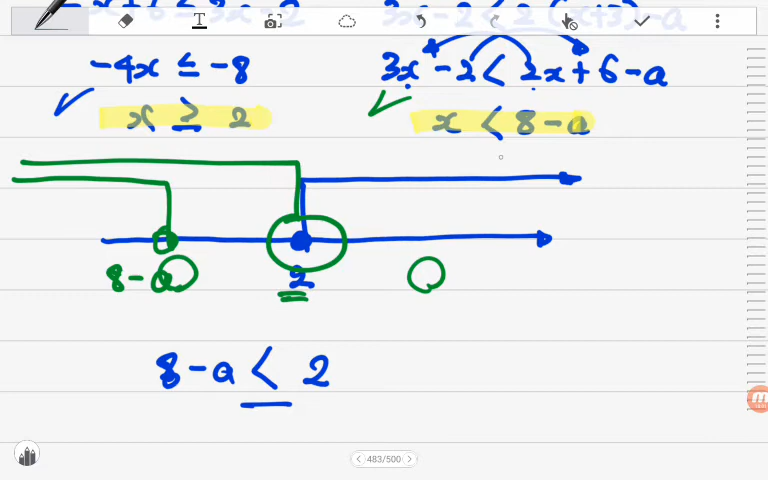 -4x ≤ -8
3x - 2 < 2x + 6 - a
x ≥ 2
x < 8 - a
8 - a
2
8 - a < 2
483/500